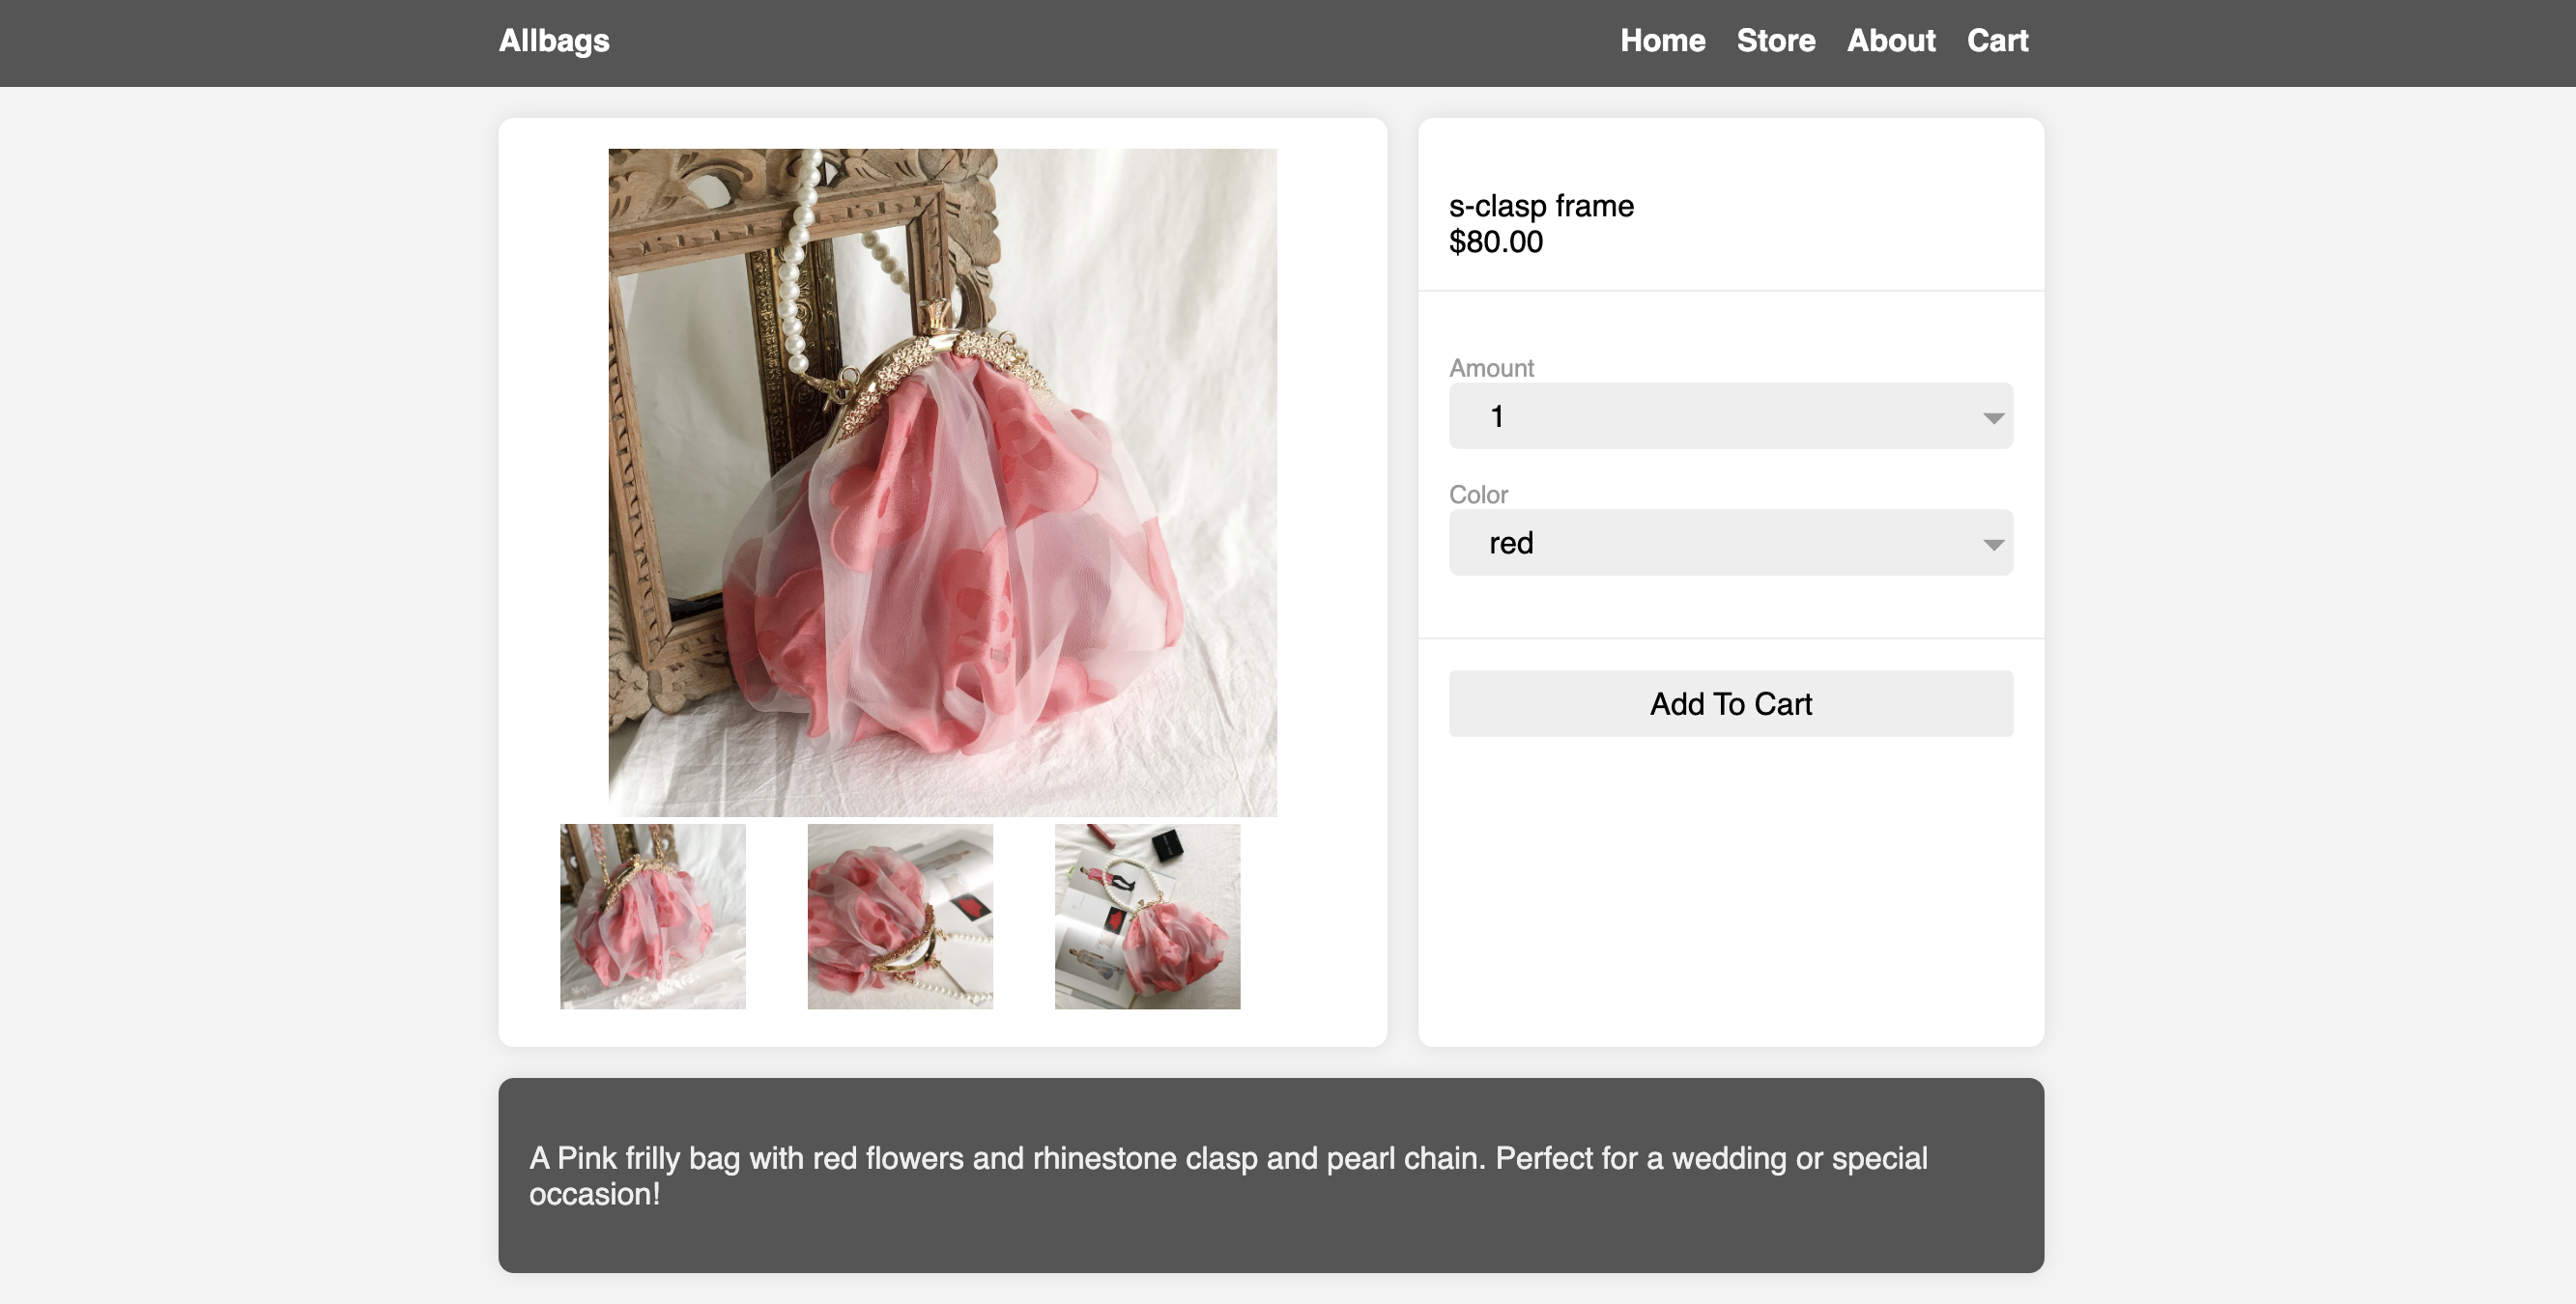 Allbags
Home Store About Cart
s-clasp frame
$80.00
Amount
1
Color
red
Add To Cart
A Pink frilly bag with red flowers and rhinestone clasp and pearl chain. Perfect for a wedding or special
occasion!